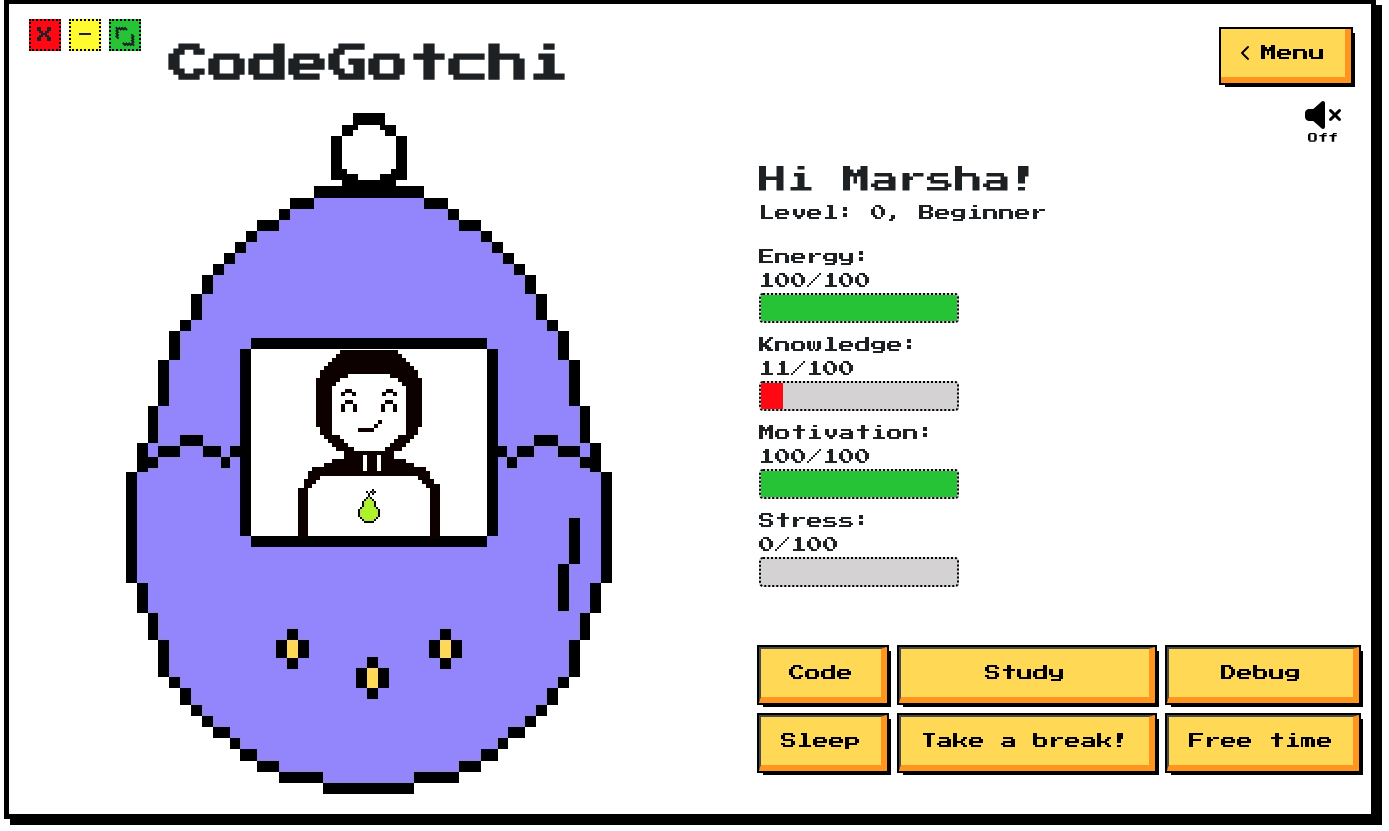 CodeGotchi
< Menu
Off
Hi Marsha!
Level: 0, Beginner
Energy:
100/100
Knowledge:
11/100
Motivation:
100/100
Stress:
0/100
Code
Study
Debug
Sleep
Take a break!
Free time